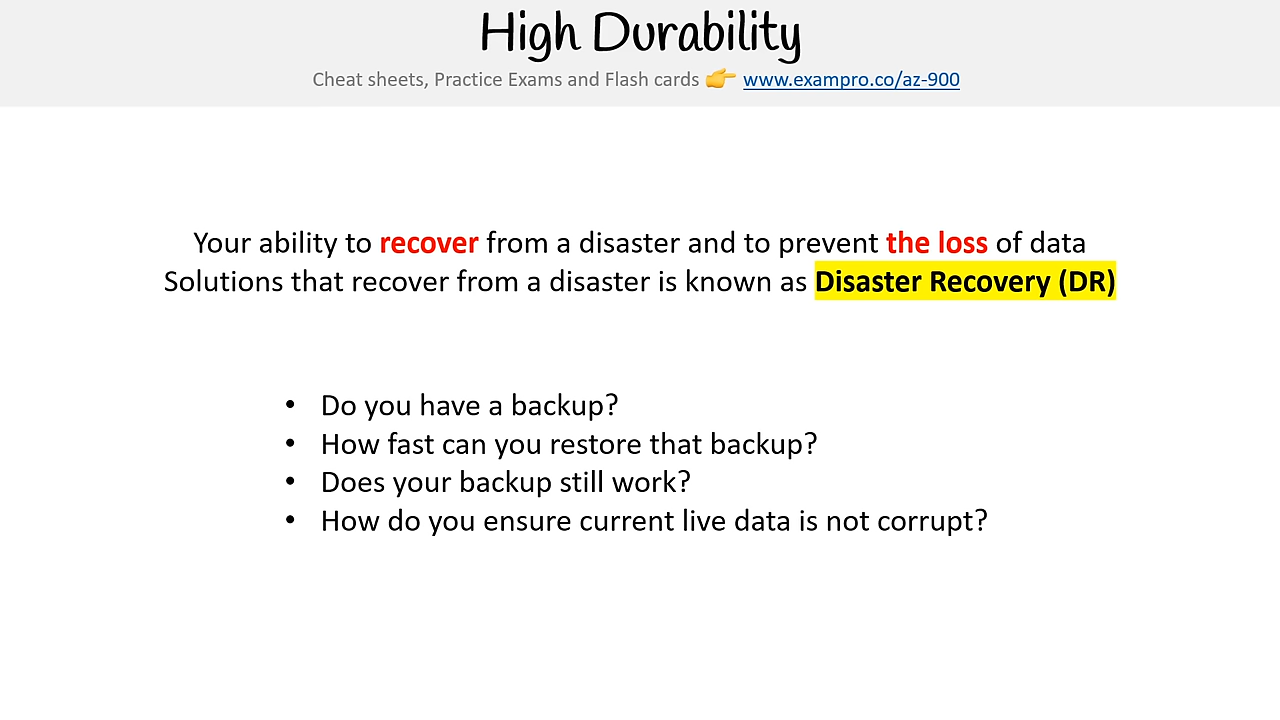 High Durability
Cheat sheets, Practice Exams and Flash cards 👉 www.exampro.co/az-900
Your ability to recover from a disaster and to prevent the loss of data
Solutions that recover from a disaster is known as Disaster Recovery (DR)
• Do you have a backup?
• How fast can you restore that backup?
• Does your backup still work?
• How do you ensure current live data is not corrupt?